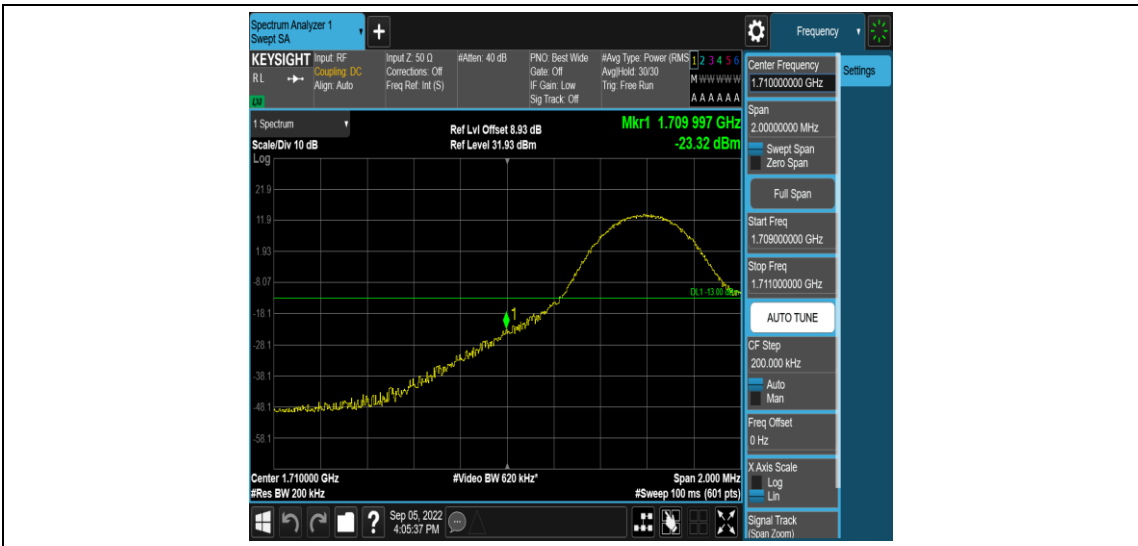 Spectrum Analyzer 1
Swept SA
Frequency
KEYSIGHT
RL
LXI
Input: RF
Coupling: DC
Align: Auto
Input Z: 50 Ω
Corrections: Off
Freq Ref: Int (S)
#Atten: 40 dB
PNO: Best Wide
Gate: Off
IF Gain: Low
Sig Track: Off
#Avg Type: Power (RMS
Avg|Hold: 30/30
Trig: Free Run
1 2 3 4 5 6
M W W W W W
A A A A A A
1 Spectrum
Scale/Div 10 dB
Log
Ref Lvl Offset 8.93 dB
Ref Level 31.93 dBm
Mkr1 1.709 997 GHz
-23.32 dBm
21.9
11.9
1.93
-8.07
-18.1
-28.1
-38.1
-48.1
-58.1
DL1 -13.00 dBm
1
Center 1.710000 GHz
#Res BW 200 kHz
#Video BW 620 kHz*
Span 2.000 MHz
#Sweep 100 ms (601 pts)
?
Sep 05, 2022
4:05:37 PM
Center Frequency
1.710000000 GHz
Settings
Span
2.00000000 MHz
Swept Span
Zero Span
Full Span
Start Freq
1.709000000 GHz
Stop Freq
1.711000000 GHz
AUTO TUNE
CF Step
200.000 kHz
Auto
Man
Freq Offset
0 Hz
X Axis Scale
Log
Lin
Signal Track
(Span Zoom)